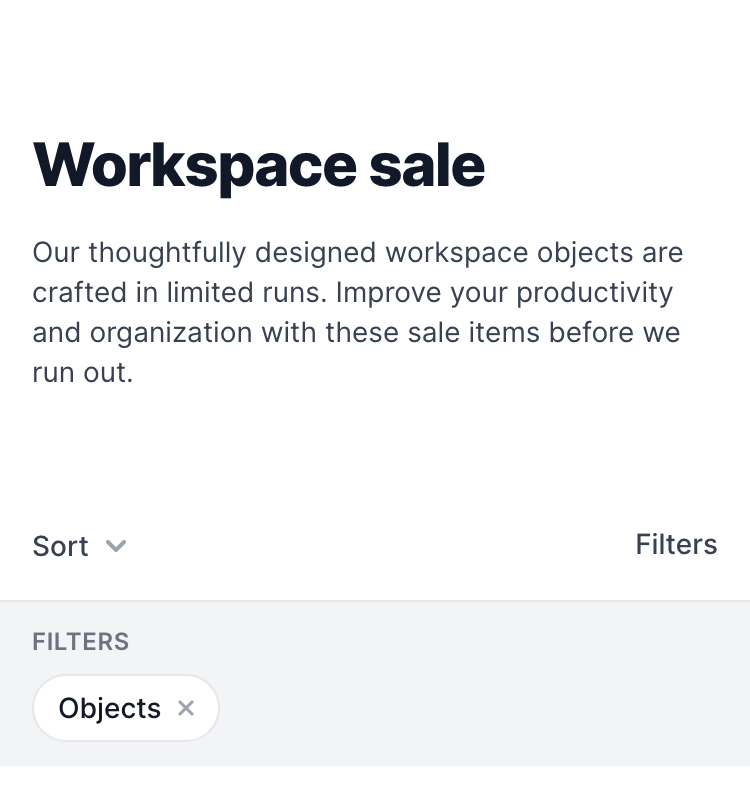 Workspace sale
Our thoughtfully designed workspace objects are
crafted in limited runs. Improve your productivity
and organization with these sale items before we
run out.
Sort
Filters
FILTERS
Objects